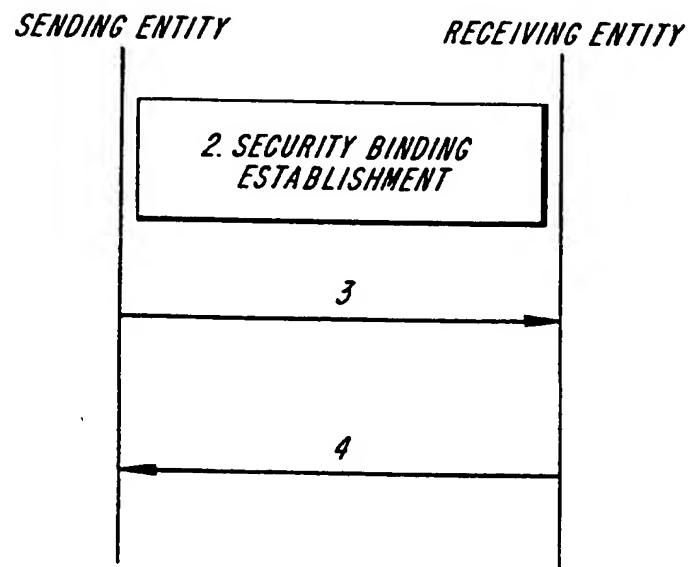 SENDING ENTITY
RECEIVING ENTITY
2. SECURITY BINDING
ESTABLISHMENT
3
4